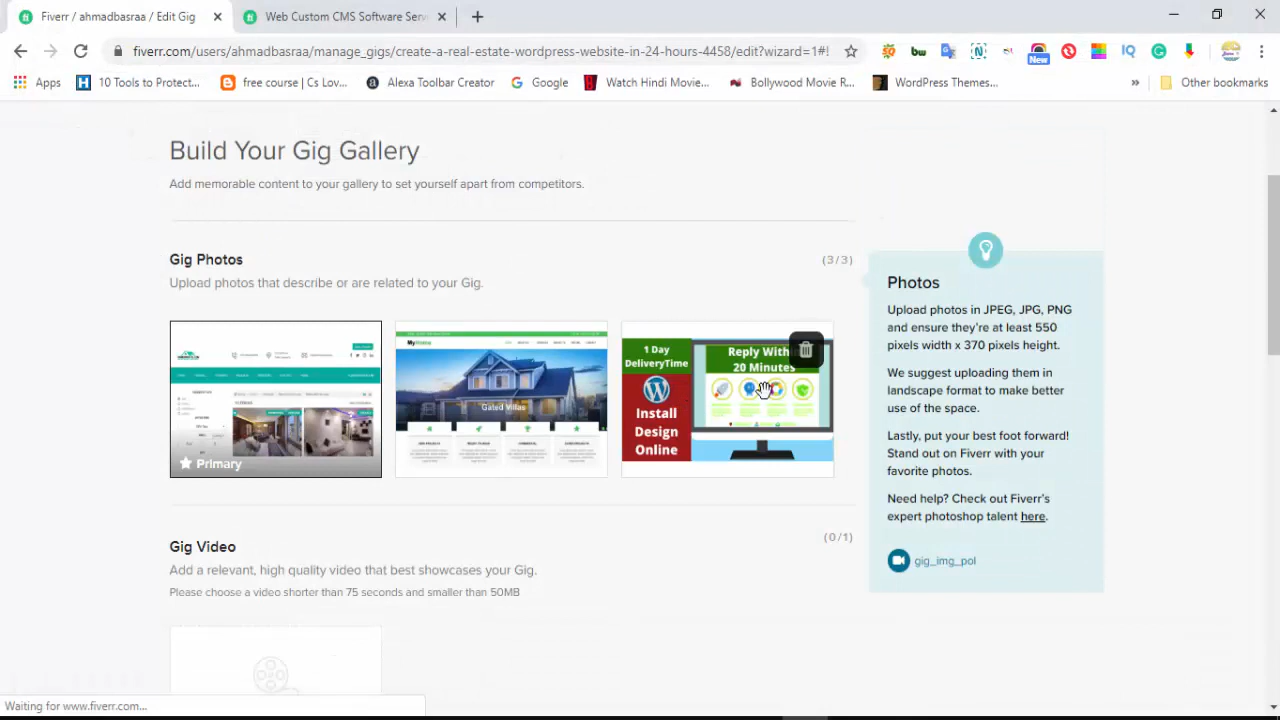 Fiverr / ahmadbasraa / Edit Gig
Web Custom CMS Software Serv
fiverr.com/users/ahmadbasraa/manage_gigs/create-a-real-estate-wordpress-website-in-24-hours-4458/edit?wizard=1#!
New
Apps
10 Tools to Protect...
free course | Cs Lov...
Alexa Toolbar Creator
Google
Watch Hindi Movie...
Bollywood Movie R...
WordPress Themes...
»
Other bookmarks
Build Your Gig Gallery
Add memorable content to your gallery to set yourself apart from competitors.
Gig Photos
(3/3)
Upload photos that describe or are related to your Gig.
Primary
MyHome
Gated Villas
1 Day
DeliveryTime
Install
Design
Online
Reply Within
20 Minutes
Photos
Upload photos in JPEG, JPG, PNG
and ensure they're at least 550
pixels width x 370 pixels height.
We suggest uploading them in
landscape format to make better
use of the space.
Lastly, put your best foot forward!
Stand out on Fiverr with your
favorite photos.
Need help? Check out Fiverr's
expert photoshop talent here.
gig_img_pol
Gig Video
(0/1)
Add a relevant, high quality video that best showcases your Gig.
Please choose a video shorter than 75 seconds and smaller than 50MB
Waiting for www.fiverr.com...